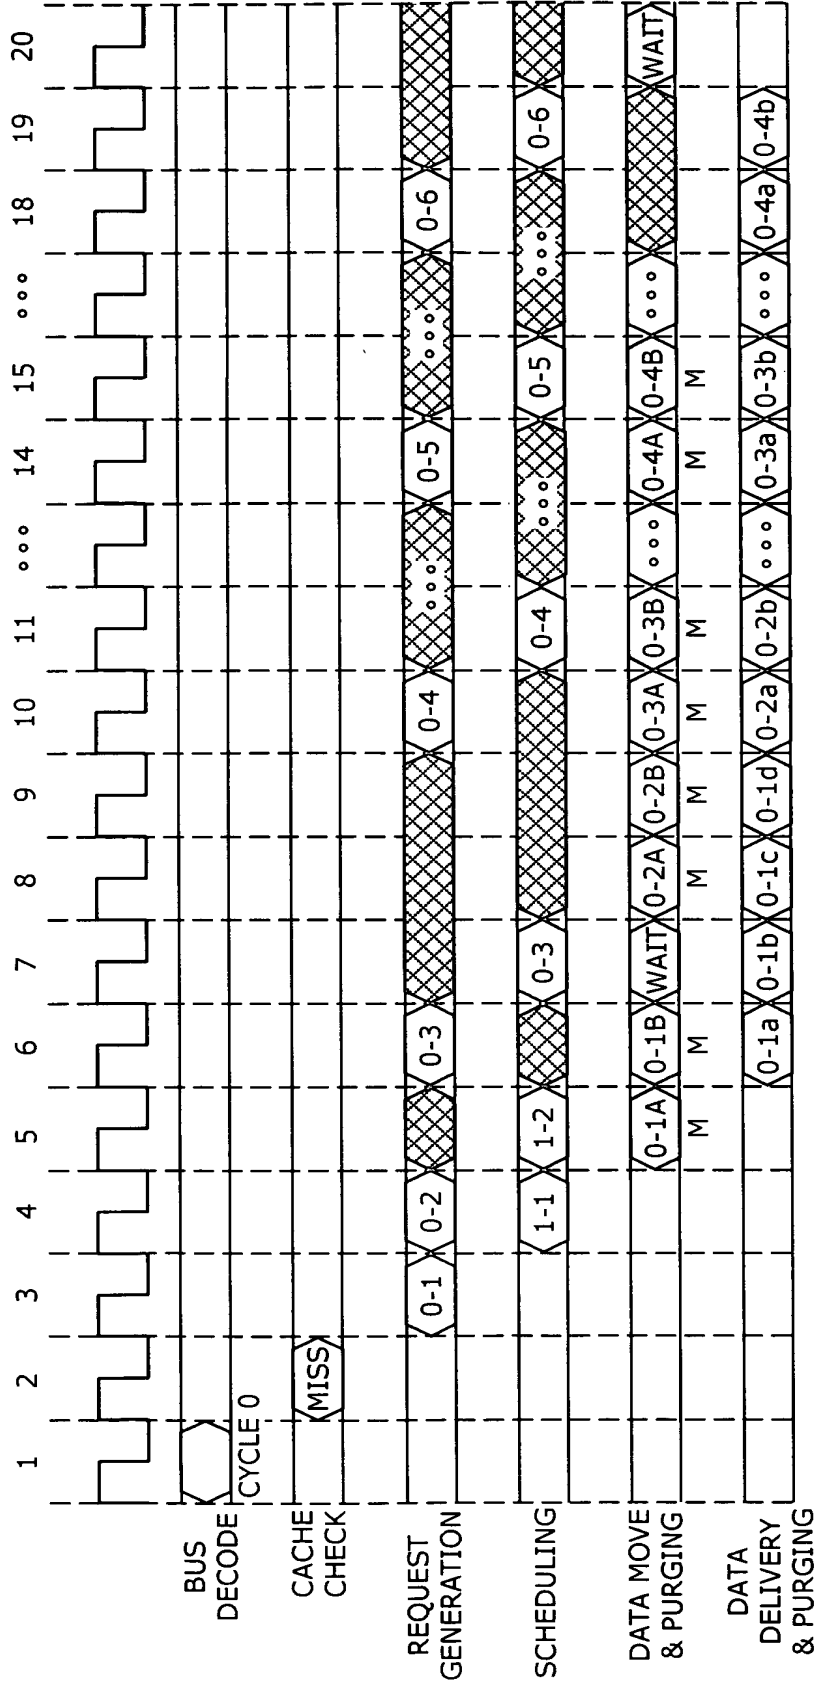 1 2 3 4 5 6 7 8 9 10 11 ∘∘∘ 14 15 ∘∘∘ 18 19 20
BUS
DECODE
CYCLE 0
CACHE
CHECK
MISS
REQUEST
GENERATION
0-1 0-2 0-3 0-4 ∘∘∘ 0-5 ∘∘∘ 0-6
SCHEDULING
1-1 1-2 0-3 0-4 ∘∘∘ 0-5 ∘∘∘ 0-6
DATA MOVE
& PURGING
0-1A 0-1B WAIT 0-2A 0-2B 0-3A 0-3B ∘∘∘ 0-4A 0-4B ∘∘∘ WAIT
M M M M M M M M
DATA
DELIVERY
& PURGING
0-1a 0-1b 0-1c 0-1d 0-2a 0-2b ∘∘∘ 0-3a 0-3b ∘∘∘ 0-4a 0-4b